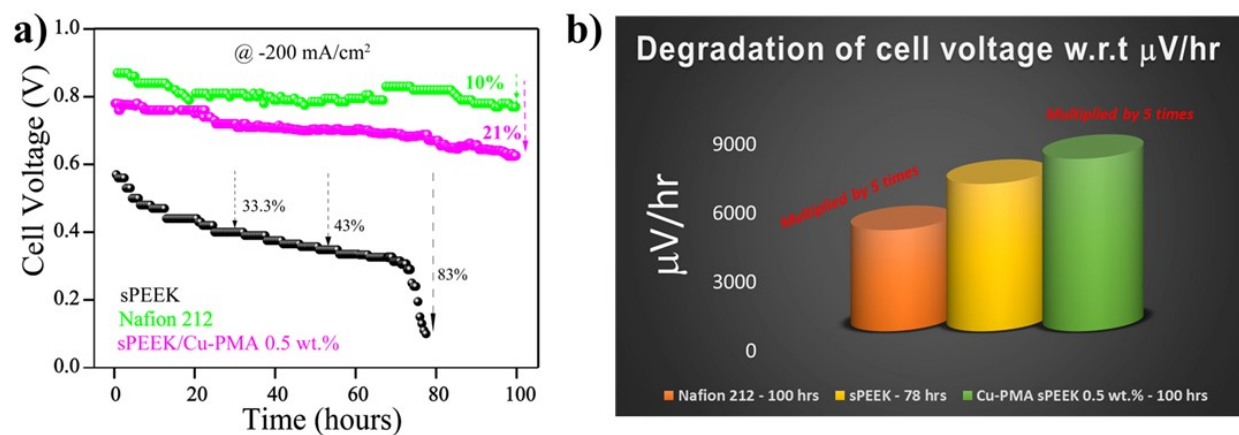 a)
1.0
0.8
0.6
0.4
0.2
0.0
Cell Voltage (V)
@ -200 mA/cm²
10%
21%
33.3%
43%
83%
sPEEK
Nafion 212
sPEEK/Cu-PMA 0.5 wt.%
0 20 40 60 80 100
Time (hours)
b)
Degradation of cell voltage w.r.t µV/hr
µV/hr
9000
6000
3000
0
Multiplied by 5 times
Multiplied by 5 times
Nafion 212 - 100 hrs sPEEK - 78 hrs Cu-PMA sPEEK 0.5 wt.% - 100 hrs